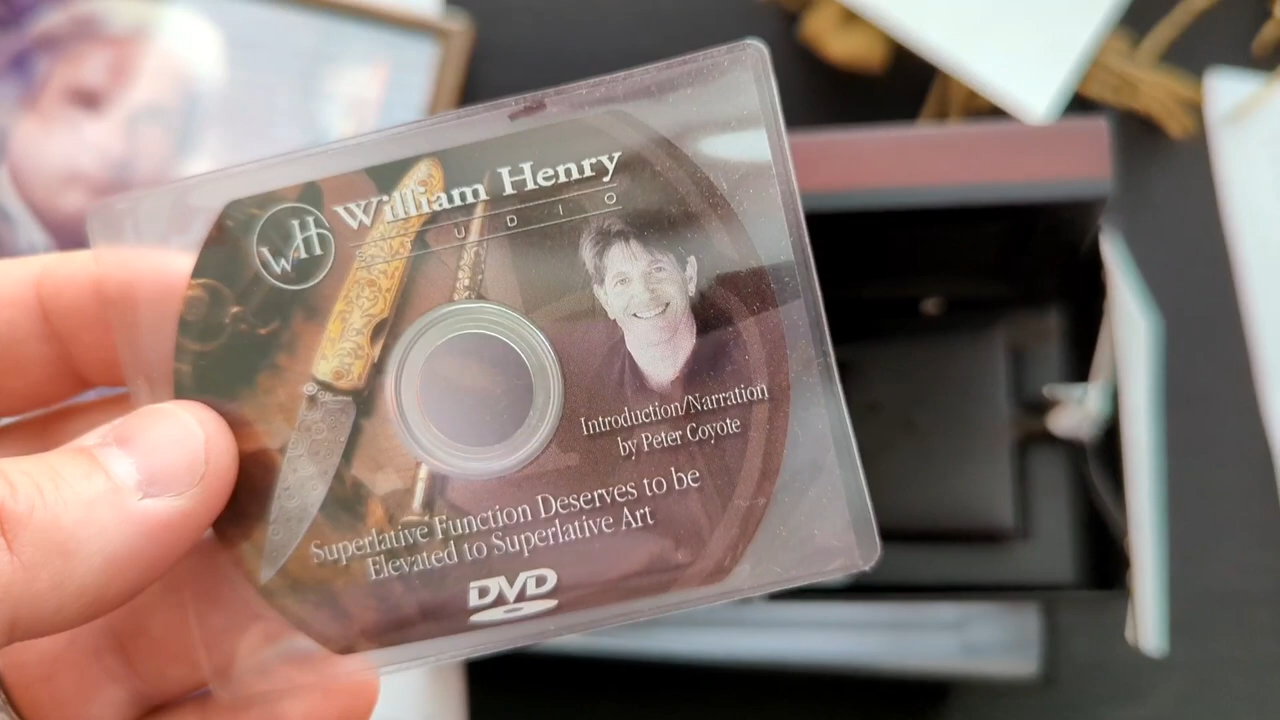 WH
William Henry
STUDIO
Introduction/Narration
by Peter Coyote
Superlative Function Deserves to be
Elevated to Superlative Art
DVD